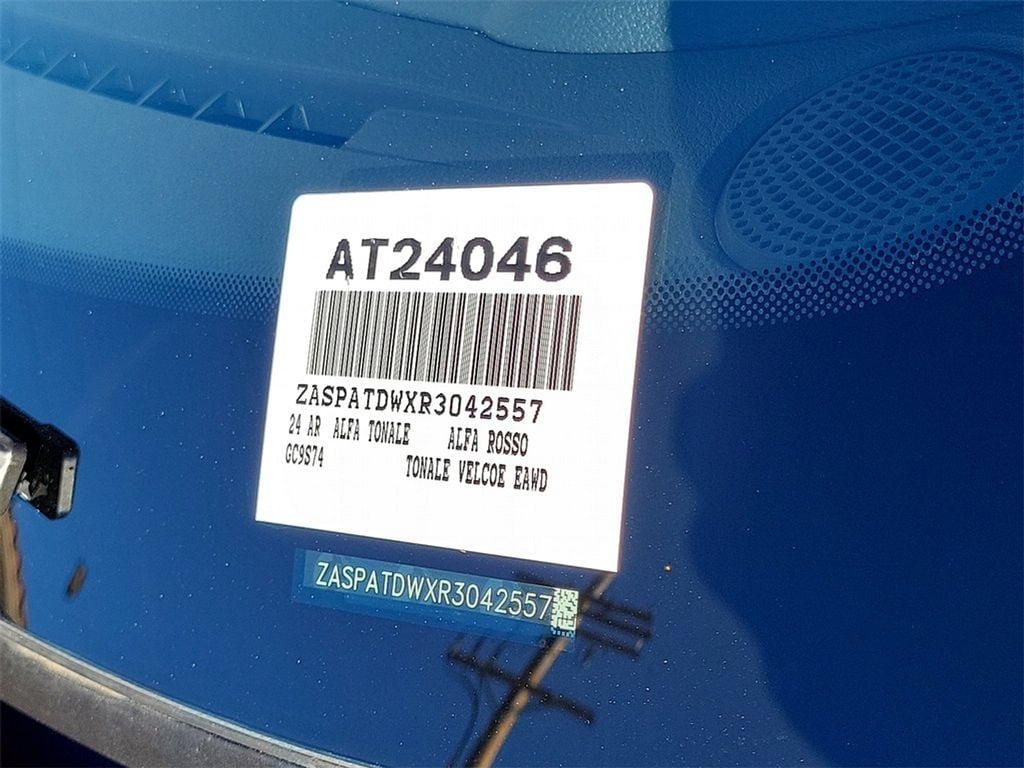 AT24046
ZASPATDWXR3042557
24 AR ALFA TONALE ALFA ROSSO
GC9S74 TONALE VELCOE EAWD
ZASPATDWXR3042557